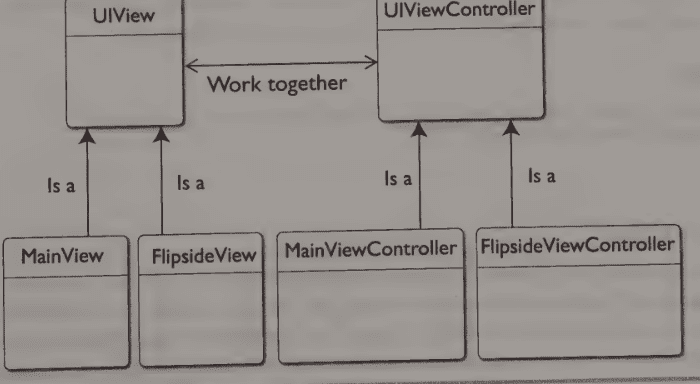 UIView
UIViewController
Work together
Is a
Is a
Is a
Is a
MainView
FlipsideView
MainViewController
FlipsideViewController